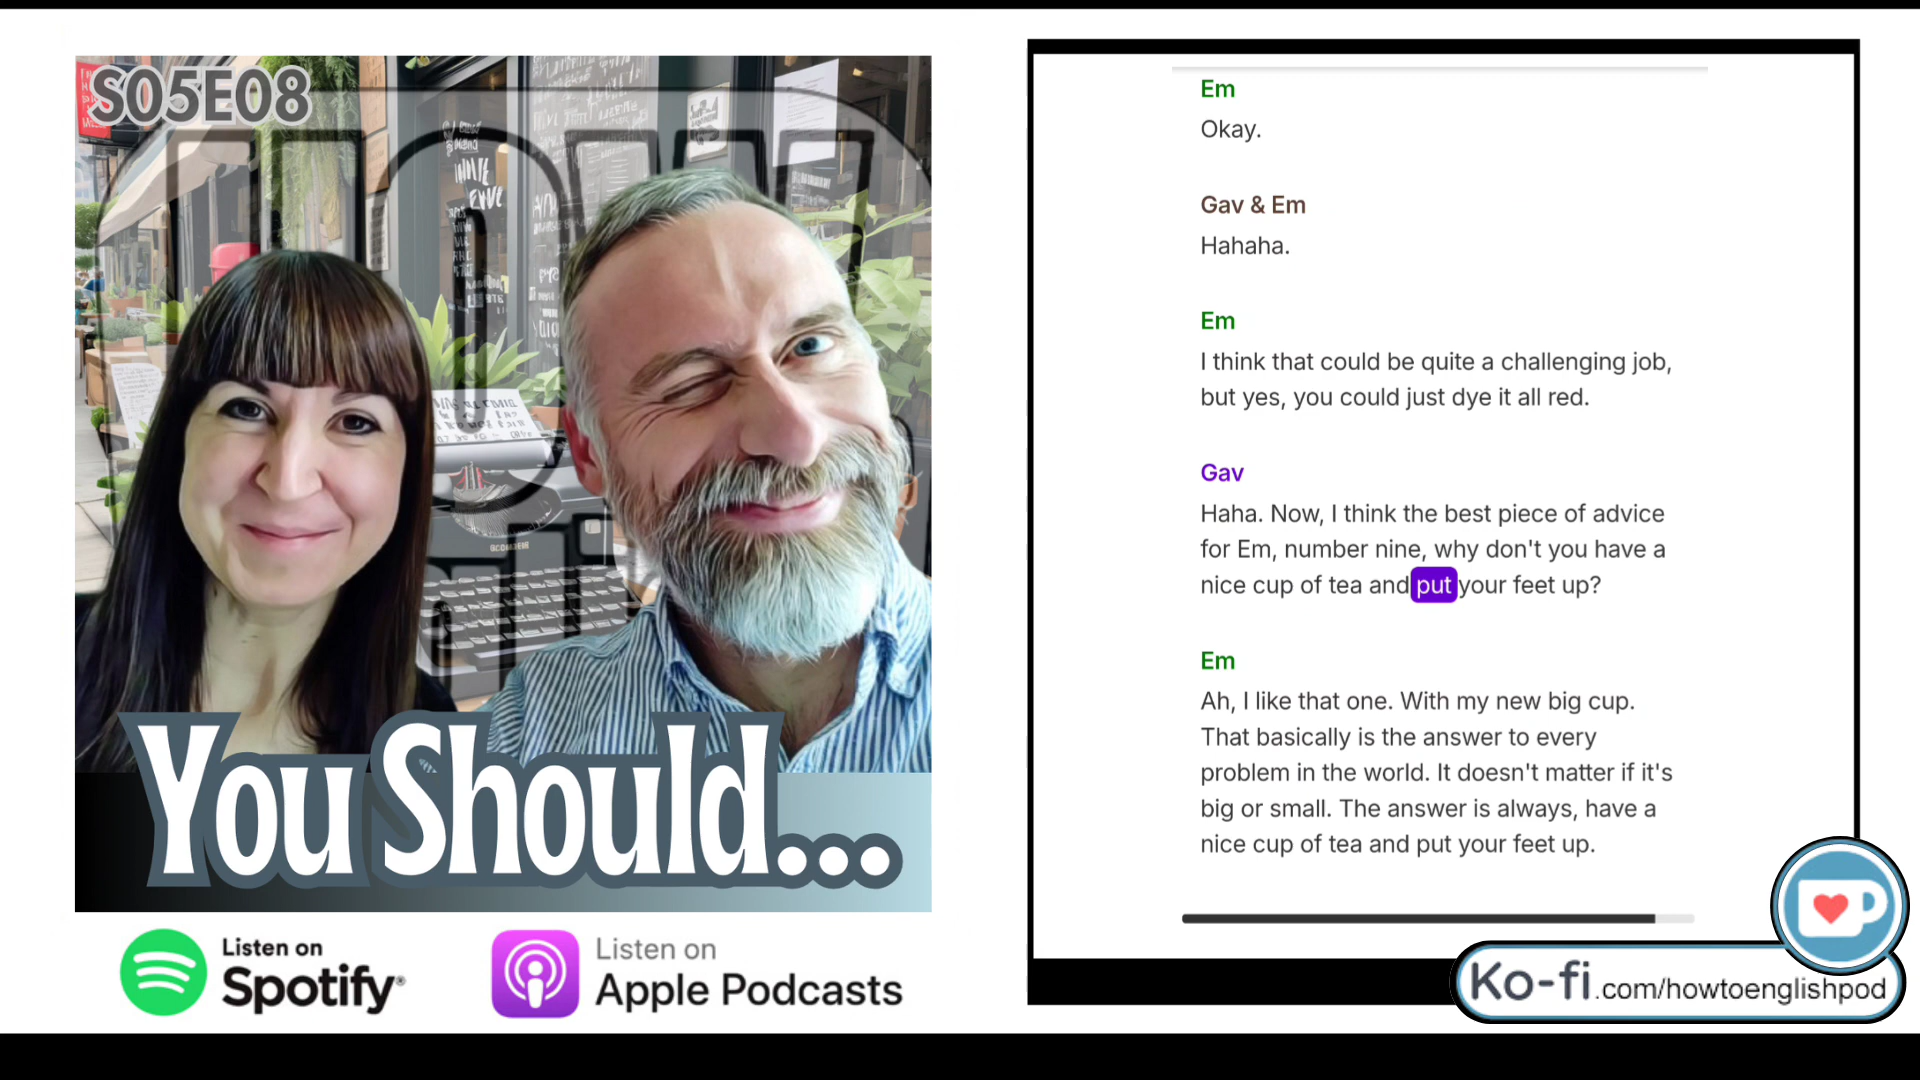 S05E08
You Should...
Listen on
Spotify
Listen on
Apple Podcasts
Em
Okay.
Gav & Em
Hahaha.
Em
I think that could be quite a challenging job,
but yes, you could just dye it all red.
Gav
Haha. Now, I think the best piece of advice
for Em, number nine, why don't you have a
nice cup of tea and put your feet up?
Em
Ah, I like that one. With my new big cup.
That basically is the answer to every
problem in the world. It doesn't matter if it's
big or small. The answer is always, have a
nice cup of tea and put your feet up.
Ko-fi.com/howtoenglishpod